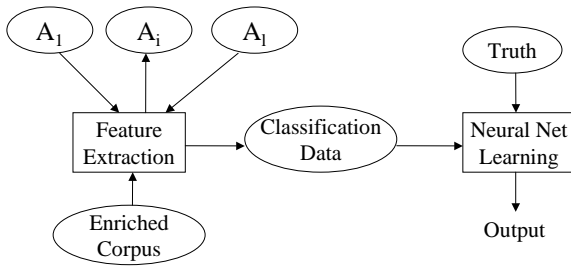 A1
Ai
Al
Truth
Feature
Extraction
Classification
Data
Neural Net
Learning
Enriched
Corpus
Output